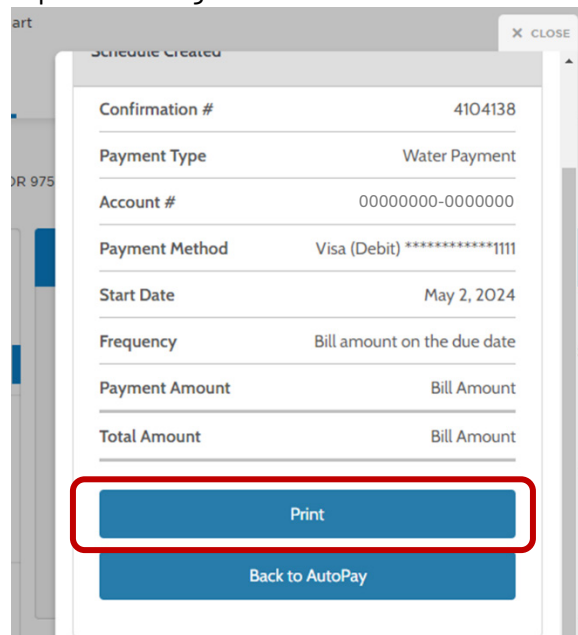 art
X CLOSE
Schedule Created
Confirmation # 4104138
Payment Type Water Payment
OR 975
Account # 00000000-0000000
Payment Method Visa (Debit) ************1111
Start Date May 2, 2024
Frequency Bill amount on the due date
Payment Amount Bill Amount
Total Amount Bill Amount
Print
Back to AutoPay